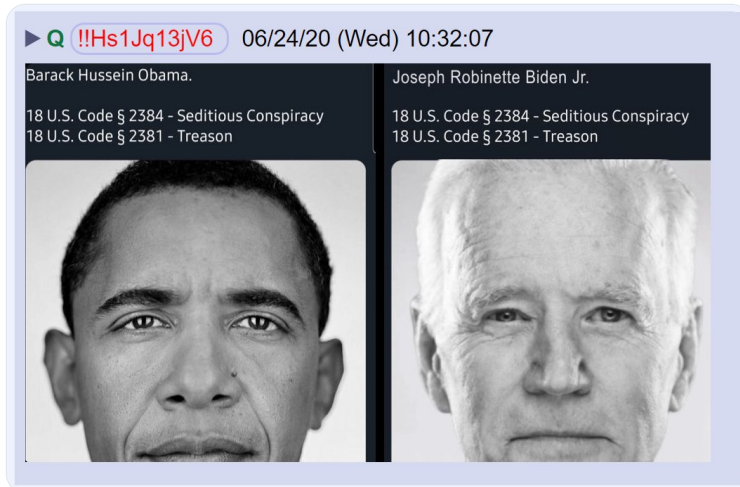 ▶ Q !!Hs1Jq13jV6 06/24/20 (Wed) 10:32:07
Barack Hussein Obama.
18 U.S. Code § 2384 - Seditious Conspiracy
18 U.S. Code § 2381 - Treason
Joseph Robinette Biden Jr.
18 U.S. Code § 2384 - Seditious Conspiracy
18 U.S. Code § 2381 - Treason